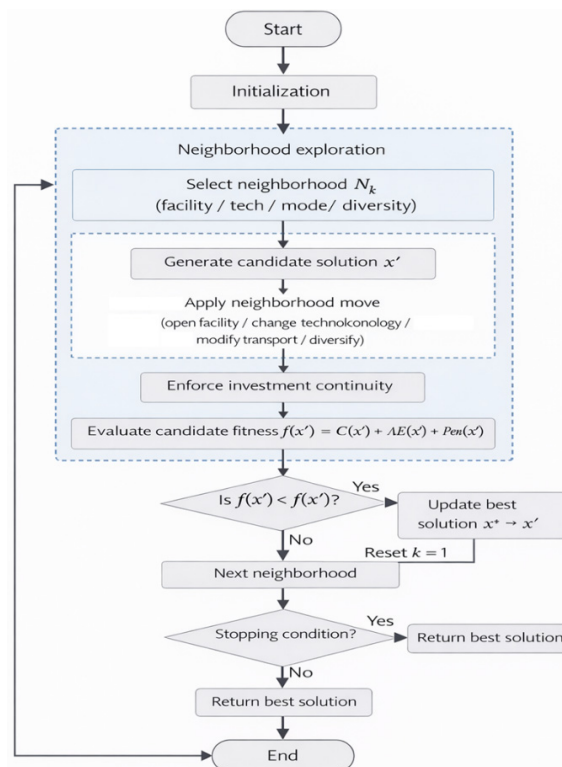 Start
Initialization
Neighborhood exploration
Select neighborhood N_k
(facility / tech / mode/ diversity)
Generate candidate solution x′
Apply neighborhood move
(open facility / change technokonology /
modify transport / diversify)
Enforce investment continuity
Evaluate candidate fitness f(x′) = C(x′) + ΛE(x′) + Pen(x′)
Is f(x′) < f(x′)?
Yes
Update best
solution x* → x′
No
Reset k = 1
Next neighborhood
Stopping condition?
Yes
Return best solution
No
Return best solution
End